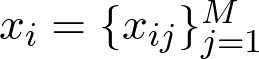 x_i = \{x_{ij}\}_{j=1}^{M}